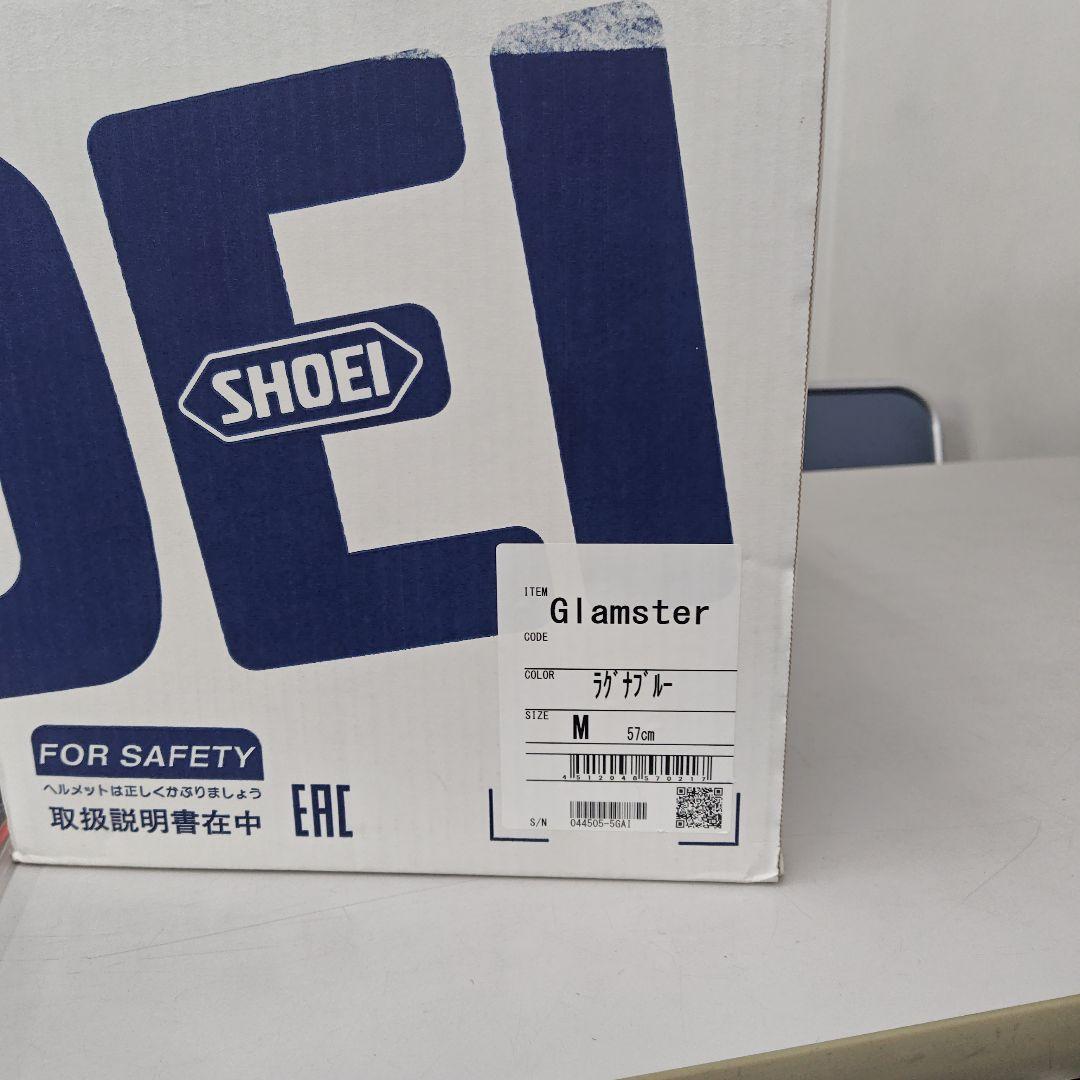 OEI
SHOEI
ITEM
Glamster
CODE
COLOR
ﾗｸﾞﾅﾌﾞﾙｰ
SIZE
M 57cm
4512048570217
S/N 044505-5GAI
FOR SAFETY
ヘルメットは正しくかぶりましょう
取扱説明書在中
EAC